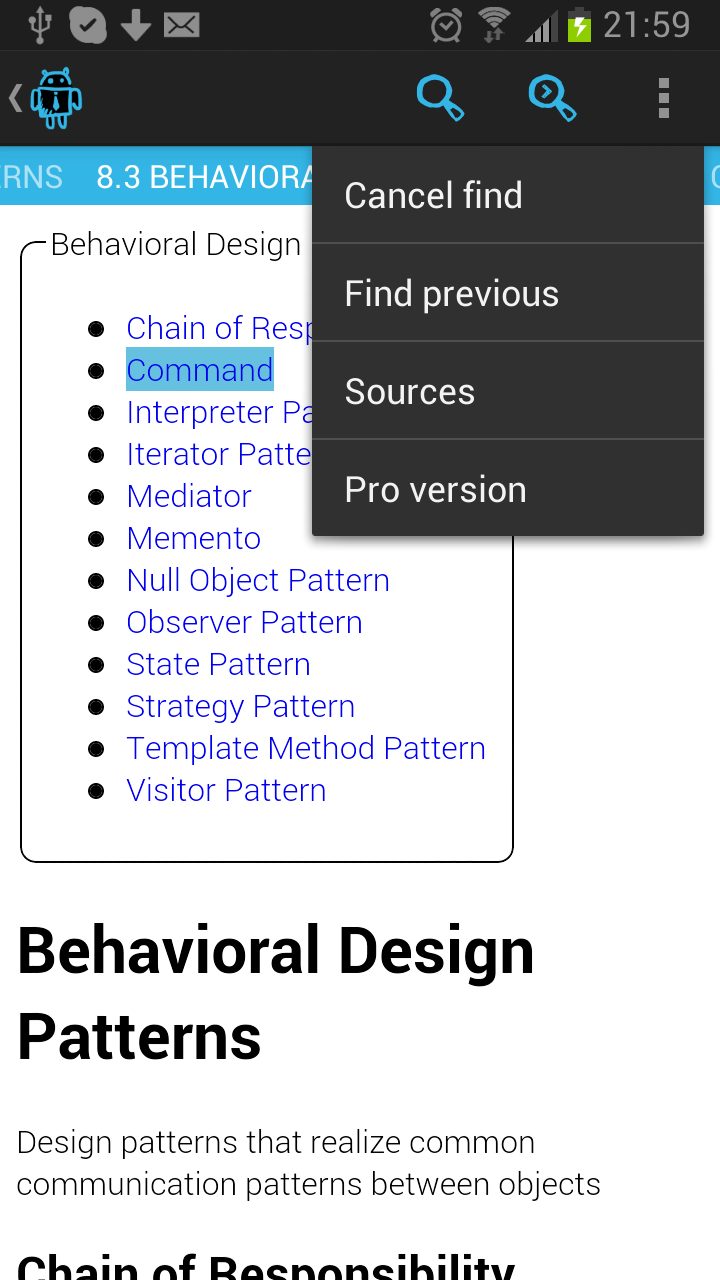 21:59
RNS
8.3 BEHAVIORA
Cancel find
Find previous
Sources
Pro version
Behavioral Design
Chain of Resp
Command
Interpreter Pa
Iterator Patte
Mediator
Memento
Null Object Pattern
Observer Pattern
State Pattern
Strategy Pattern
Template Method Pattern
Visitor Pattern
Behavioral Design
Patterns
Design patterns that realize common
communication patterns between objects
Chain of Responsibility